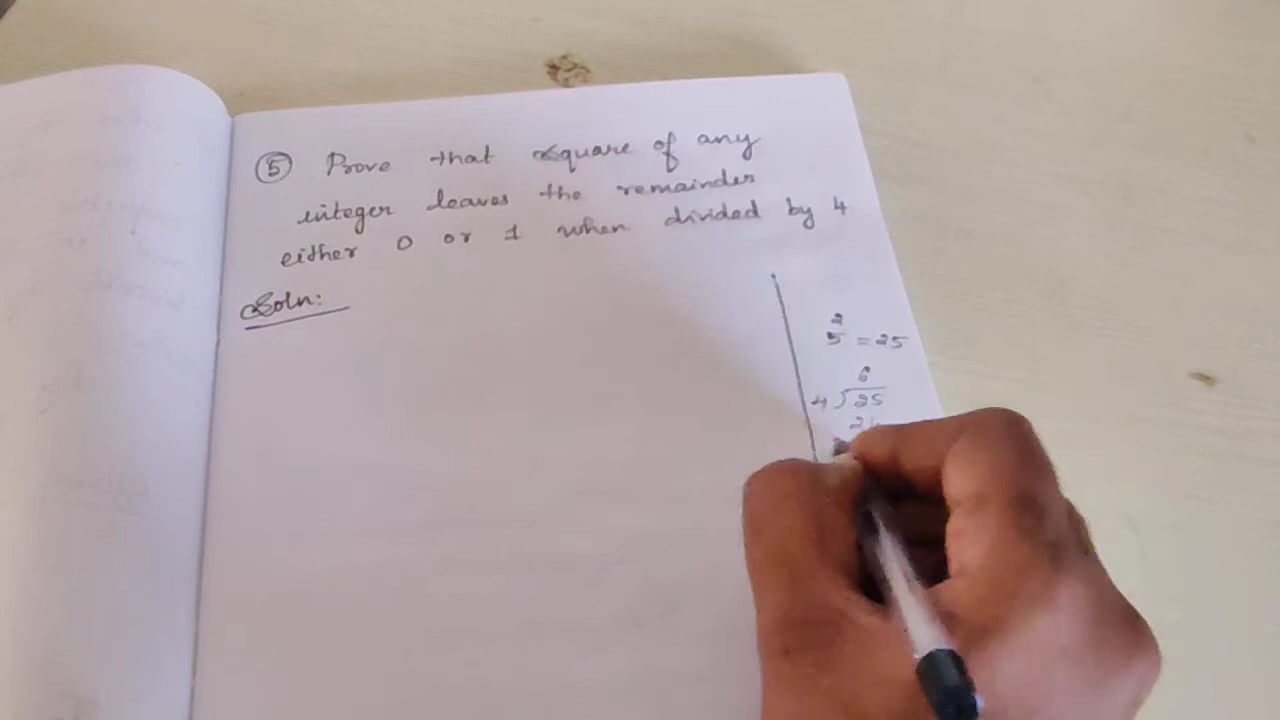 5 Prove that square of any
integer leaves the remainder
either 0 or 1 when divided by 4
Soln:
5² = 25
6
4 ) 25
24